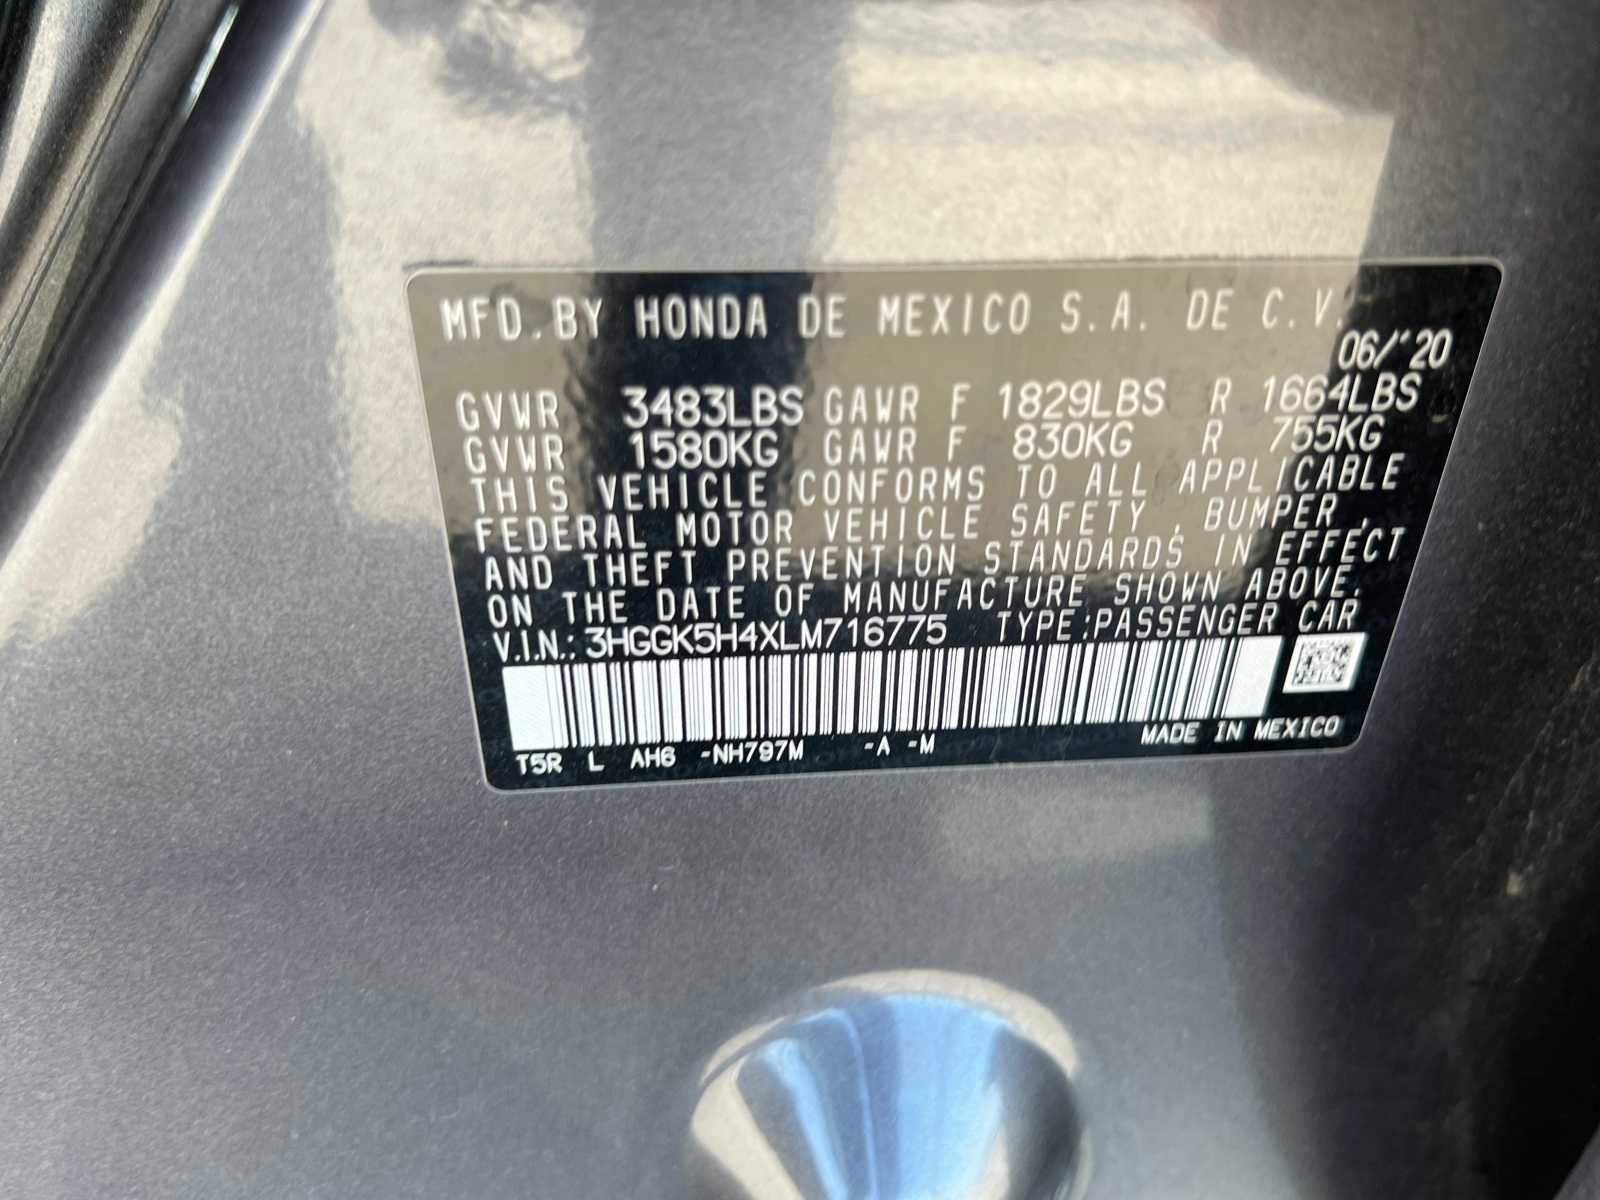 MFD. BY HONDA DE MEXICO S.A. DE C.V.
06/'20
GVWR 3483LBS GAWR F 1829LBS R 1664LBS
GVWR 1580KG GAWR F 830KG R 755KG
THIS VEHICLE CONFORMS TO ALL APPLICABLE
FEDERAL MOTOR VEHICLE SAFETY, BUMPER,
AND THEFT PREVENTION STANDARDS IN EFFECT
ON THE DATE OF MANUFACTURE SHOWN ABOVE.
V.I.N.: 3HGGK5H4XLM716775 TYPE:PASSENGER CAR
T5R L AH6 -NH797M -A -M MADE IN MEXICO